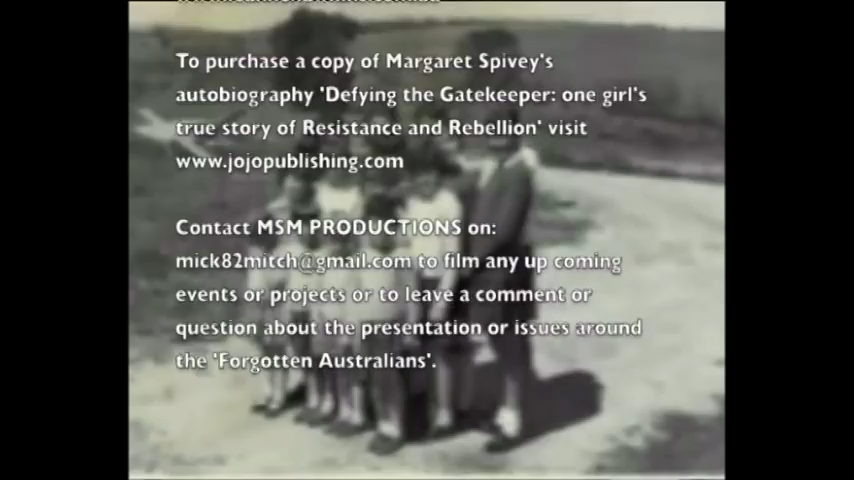 To purchase a copy of Margaret Spivey's
autobiography 'Defying the Gatekeeper: one girl's
true story of Resistance and Rebellion' visit
www.jojopublishing.com
Contact MSM PRODUCTIONS on:
mick82mitch@gmail.com to film any up coming
events or projects or to leave a comment or
question about the presentation or issues around
the 'Forgotten Australians'.